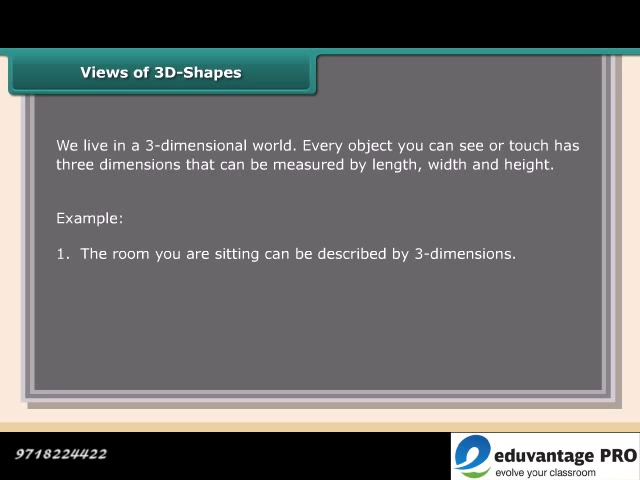 Views of 3D-Shapes
We live in a 3-dimensional world. Every object you can see or touch has
three dimensions that can be measured by length, width and height.
Example:
1. The room you are sitting can be described by 3-dimensions.
9718224422
eduvantage PRO
evolve your classroom